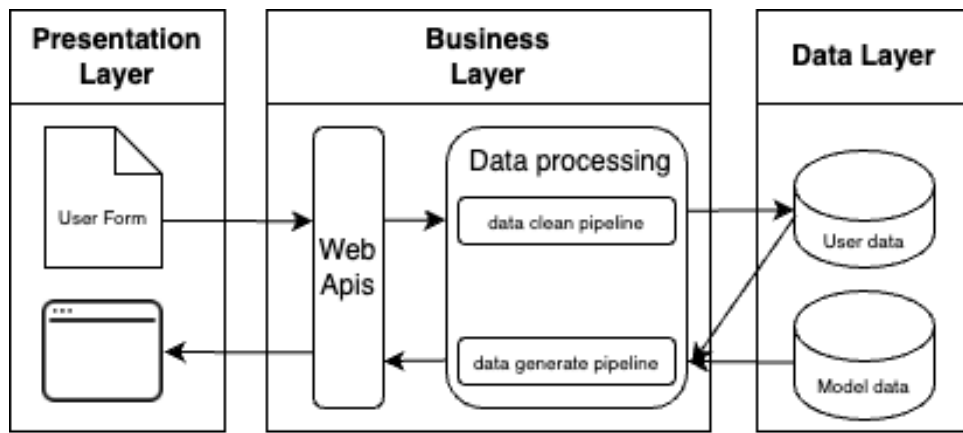 Presentation
Layer
Business
Layer
Data Layer
User Form
Web
Apis
Data processing
data clean pipeline
data generate pipeline
User data
Model data